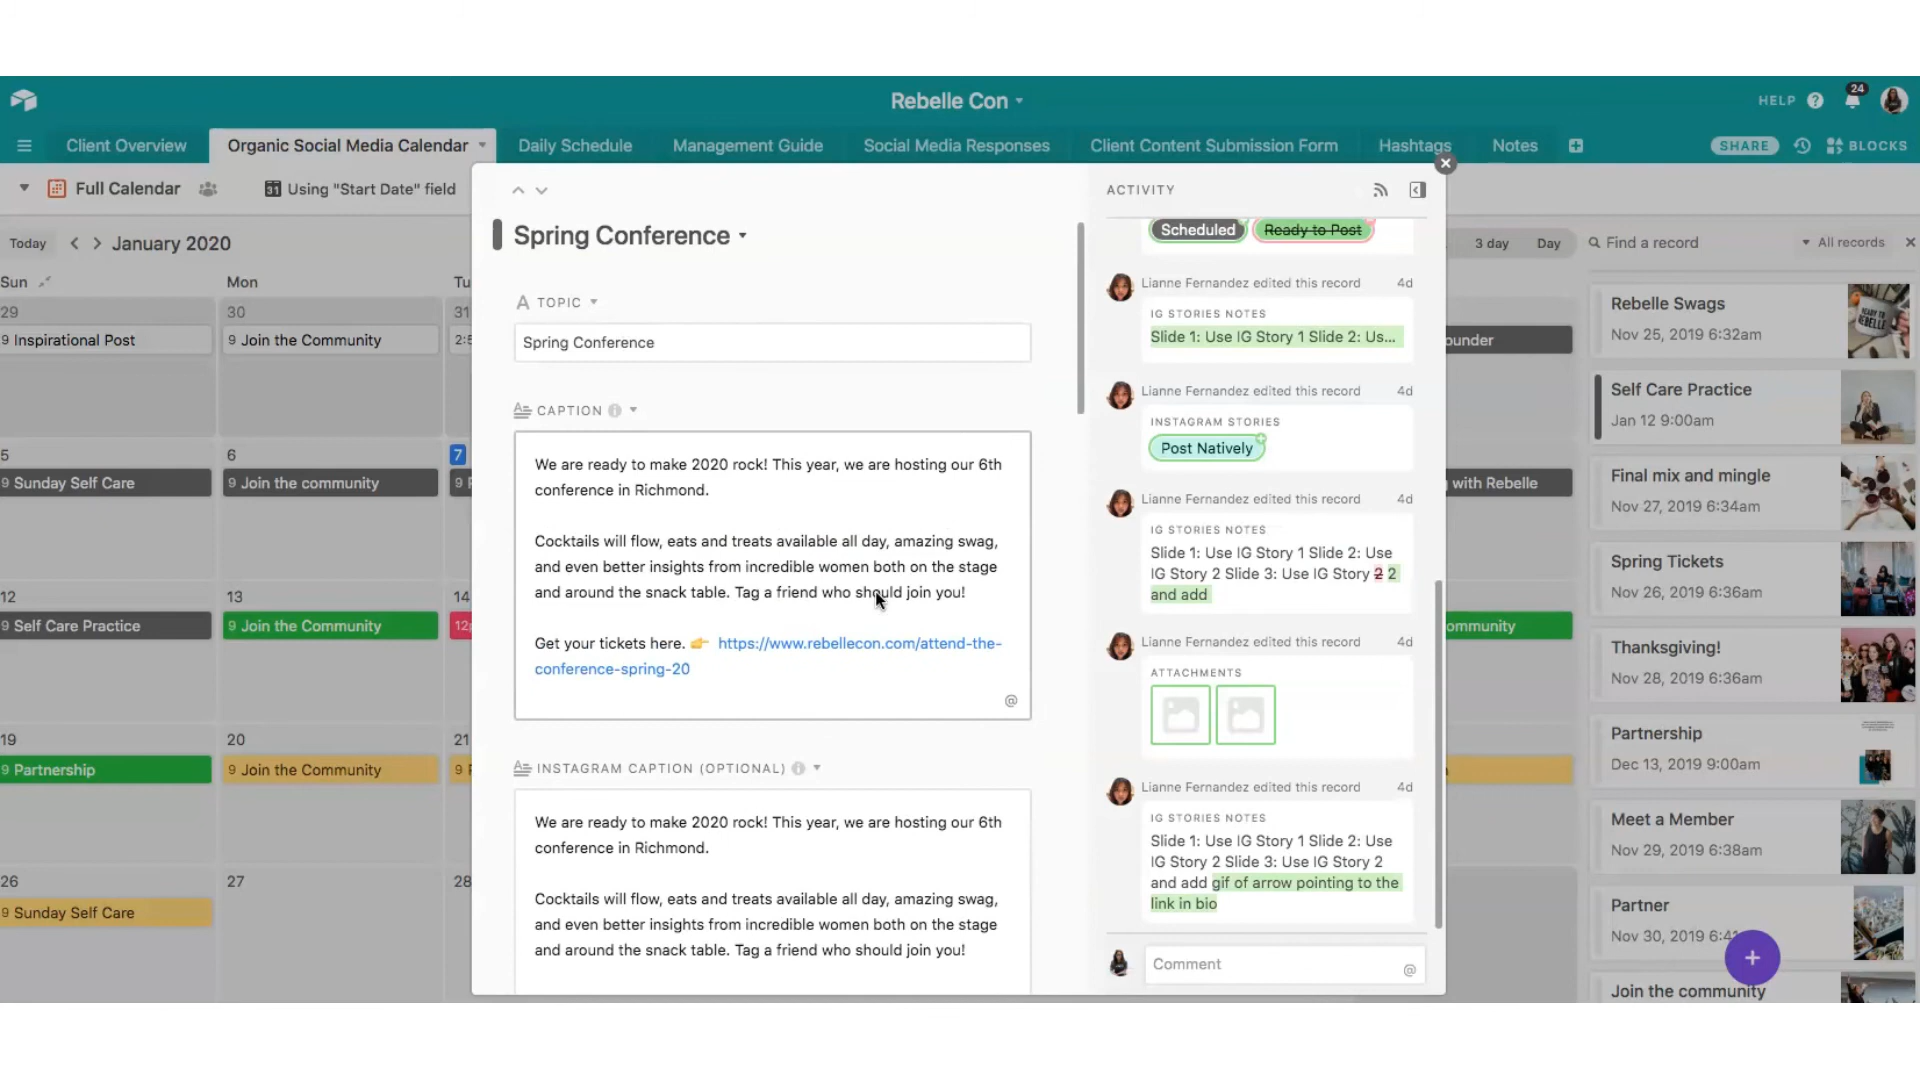 Rebelle Con
HELP
24
Client Overview
Organic Social Media Calendar
Daily Schedule
Management Guide
Social Media Responses
Client Content Submission Form
Hashtags
Notes
SHARE
BLOCKS
Full Calendar
31 Using "Start Date" field
Today
January 2020
Sun
Mon
Tu
29
30
31
9 Inspirational Post
9 Join the Community
2:5
5
6
7
9 Sunday Self Care
9 Join the community
12
13
14
9 Self Care Practice
9 Join the Community
12p
19
20
21
9 Partnership
9 Join the Community
26
27
28
9 Sunday Self Care
Spring Conference
A TOPIC
Spring Conference
CAPTION
We are ready to make 2020 rock! This year, we are hosting our 6th
conference in Richmond.
Cocktails will flow, eats and treats available all day, amazing swag,
and even better insights from incredible women both on the stage
and around the snack table. Tag a friend who should join you!
Get your tickets here. 👉 https://www.rebellecon.com/attend-the-
conference-spring-20
@
INSTAGRAM CAPTION (OPTIONAL)
We are ready to make 2020 rock! This year, we are hosting our 6th
conference in Richmond.
Cocktails will flow, eats and treats available all day, amazing swag,
and even better insights from incredible women both on the stage
and around the snack table. Tag a friend who should join you!
ACTIVITY
Scheduled Ready to Post
Lianne Fernandez edited this record 4d
IG STORIES NOTES
Slide 1: Use IG Story 1 Slide 2: Us...
Lianne Fernandez edited this record 4d
INSTAGRAM STORIES
Post Natively
Lianne Fernandez edited this record 4d
IG STORIES NOTES
Slide 1: Use IG Story 1 Slide 2: Use
IG Story 2 Slide 3: Use IG Story 2 2
and add
Lianne Fernandez edited this record 4d
ATTACHMENTS
Lianne Fernandez edited this record 4d
IG STORIES NOTES
Slide 1: Use IG Story 1 Slide 2: Use
IG Story 2 Slide 3: Use IG Story 2
and add gif of arrow pointing to the
link in bio
Comment
@
3 day
Day
ounder
with Rebelle
ommunity
Find a record
All records
Rebelle Swags
Nov 25, 2019 6:32am
Self Care Practice
Jan 12 9:00am
Final mix and mingle
Nov 27, 2019 6:34am
Spring Tickets
Nov 26, 2019 6:36am
Thanksgiving!
Nov 28, 2019 6:36am
Partnership
Dec 13, 2019 9:00am
Meet a Member
Nov 29, 2019 6:38am
Partner
Nov 30, 2019 6:4
Join the community